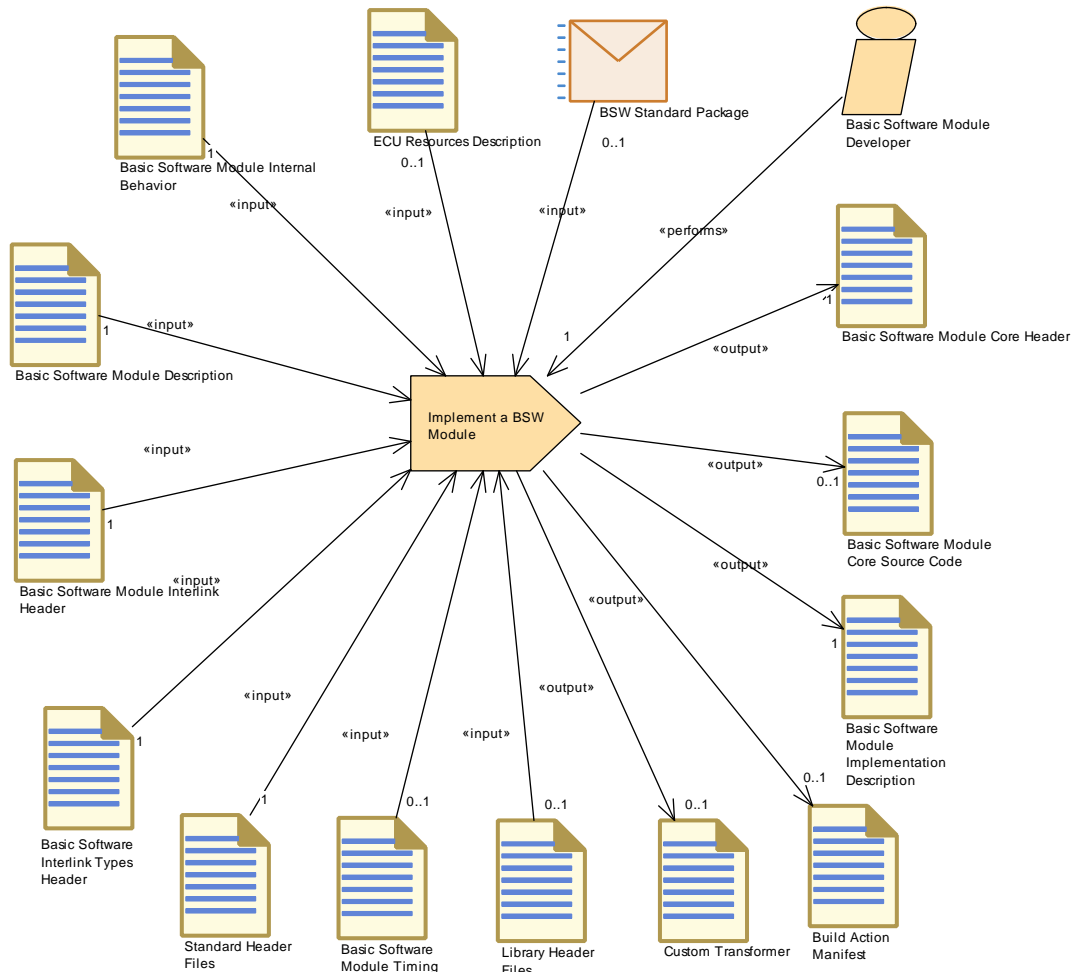 BSW Standard Package
0..1
Basic Software Module
Developer
ECU Resources Description
0..1
Basic Software Module Internal
Behavior
1
«input»
«input»
«input»
«performs»
1
Basic Software Module Core Header
1
«output»
Basic Software Module Description
1
«input»
Implement a BSW
Module
«input»
1
Basic Software Module Interlink
Header
«output»
0..1
Basic Software Module
Core Source Code
«input»
«output»
1
Basic Software
Module
Implementation
Description
«output»
1
Basic Software
Interlink Types
Header
«input»
1
Standard Header
Files
«input»
0..1
Basic Software
Module Timing
«input»
0..1
Library Header
Files
«output»
0..1
Custom Transformer
0..1
Build Action
Manifest